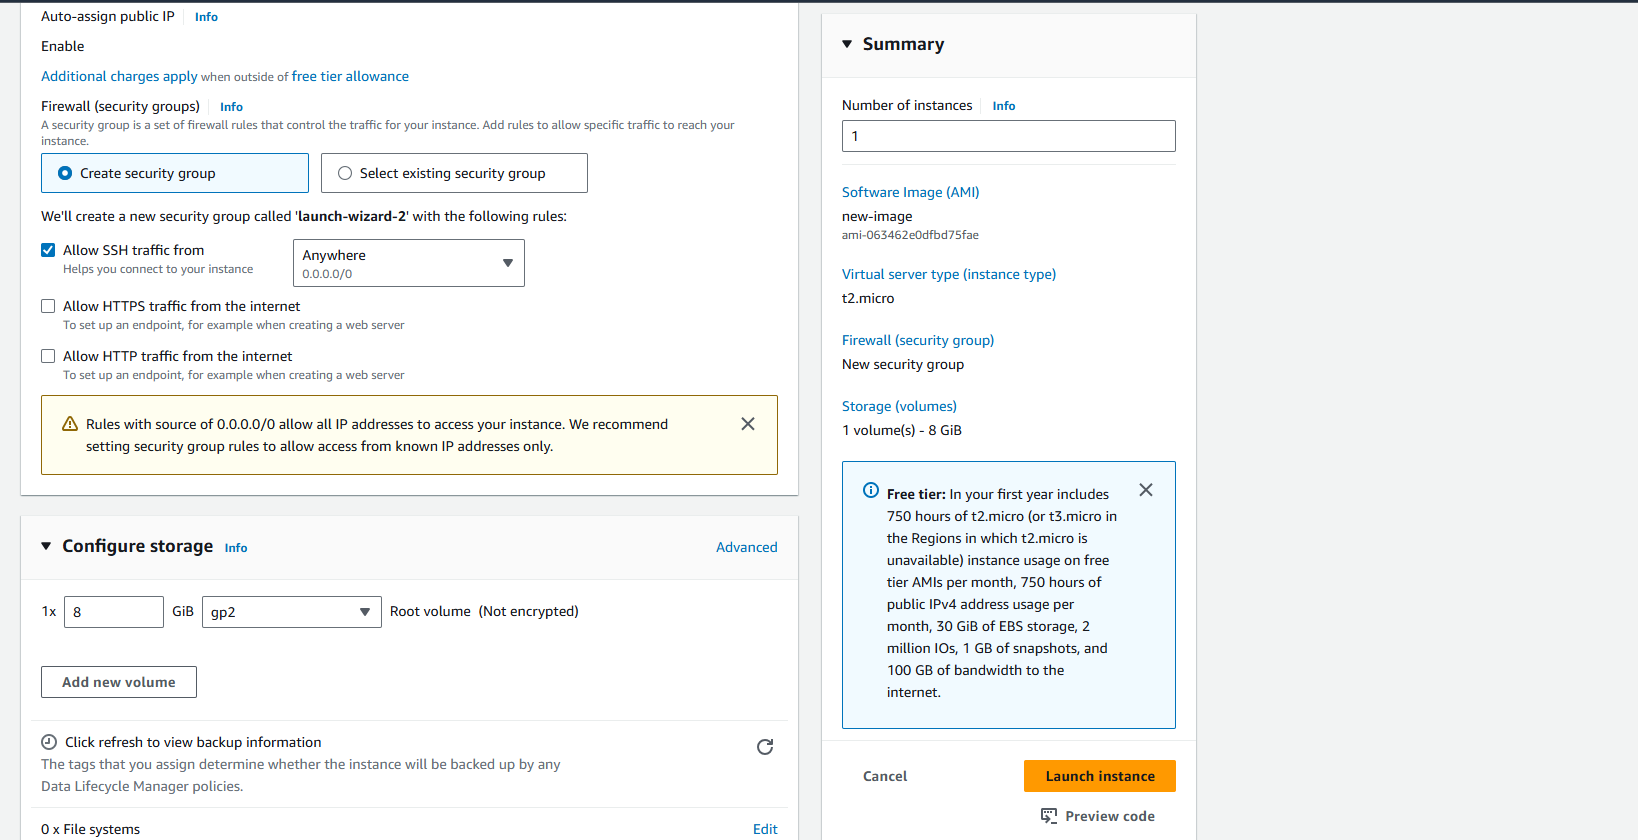 Auto-assign public IP Info
Enable
Additional charges apply when outside of free tier allowance
Firewall (security groups) Info
A security group is a set of firewall rules that control the traffic for your instance. Add rules to allow specific traffic to reach your
instance.
Create security group
Select existing security group
We'll create a new security group called 'launch-wizard-2' with the following rules:
Allow SSH traffic from
Helps you connect to your instance
Anywhere
0.0.0.0/0
Allow HTTPS traffic from the internet
To set up an endpoint, for example when creating a web server
Allow HTTP traffic from the internet
To set up an endpoint, for example when creating a web server
Rules with source of 0.0.0.0/0 allow all IP addresses to access your instance. We recommend
setting security group rules to allow access from known IP addresses only.
Configure storage Info
Advanced
1x 8 GiB gp2 Root volume (Not encrypted)
Add new volume
Click refresh to view backup information
The tags that you assign determine whether the instance will be backed up by any
Data Lifecycle Manager policies.
0 x File systems
Edit
Summary
Number of instances Info
1
Software Image (AMI)
new-image
ami-063462e0dfbd75fae
Virtual server type (instance type)
t2.micro
Firewall (security group)
New security group
Storage (volumes)
1 volume(s) - 8 GiB
Free tier: In your first year includes
750 hours of t2.micro (or t3.micro in
the Regions in which t2.micro is
unavailable) instance usage on free
tier AMIs per month, 750 hours of
public IPv4 address usage per
month, 30 GiB of EBS storage, 2
million IOs, 1 GB of snapshots, and
100 GB of bandwidth to the
internet.
Cancel
Launch instance
Preview code